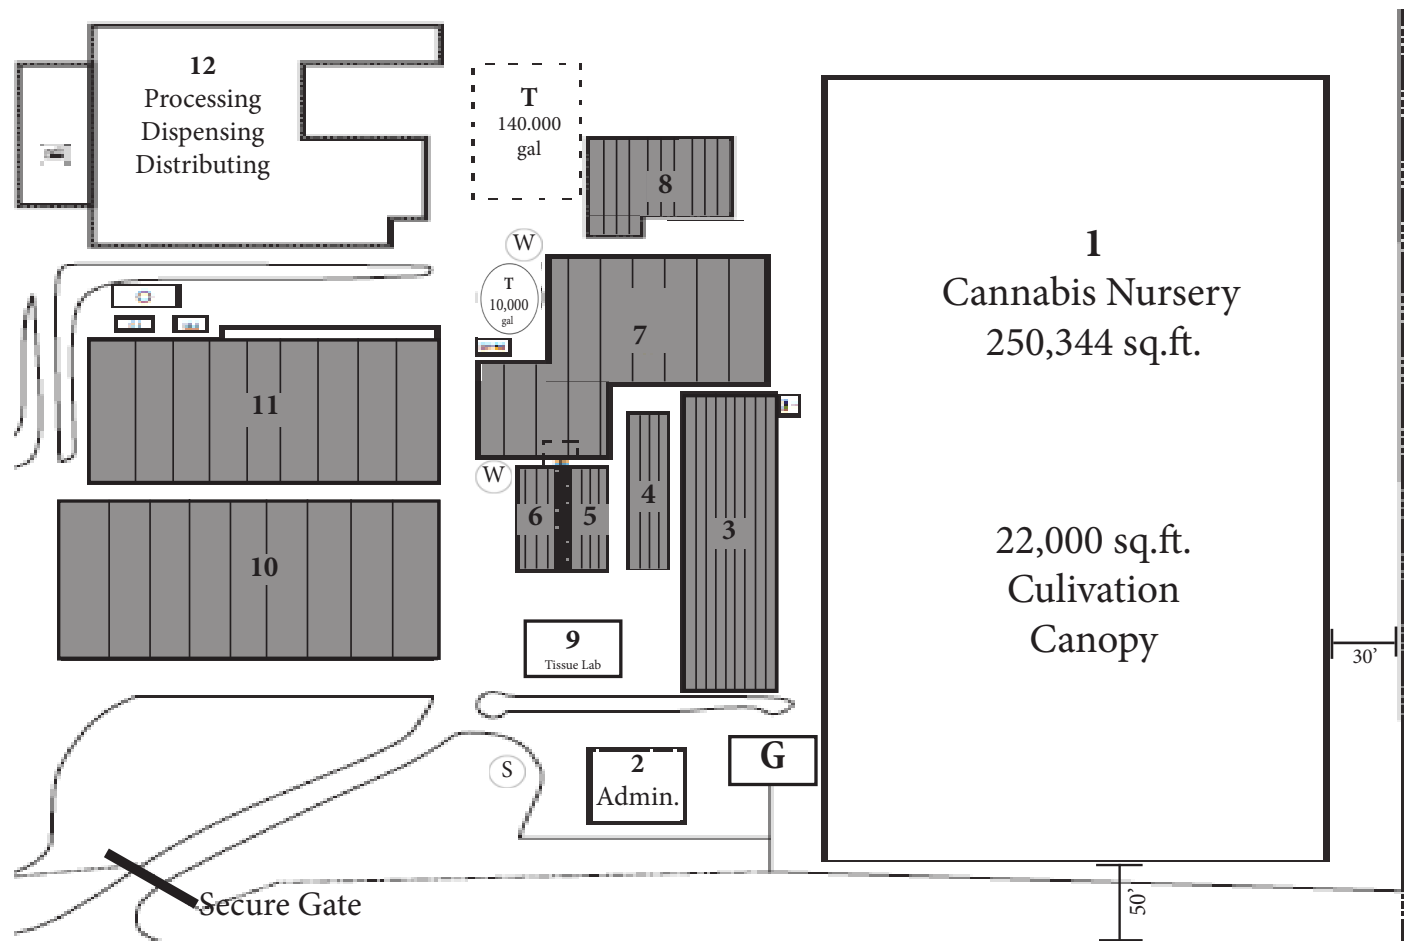 12
Processing
Dispensing
Distributing
T
140.000
gal
8
W
T
10,000
gal
7
1
Cannabis Nursery
250,344 sq.ft.
11
W
6
5
4
3
10
22,000 sq.ft.
Culivation
Canopy
9
Tissue Lab
30’
S
2
Admin.
G
Secure Gate
50’